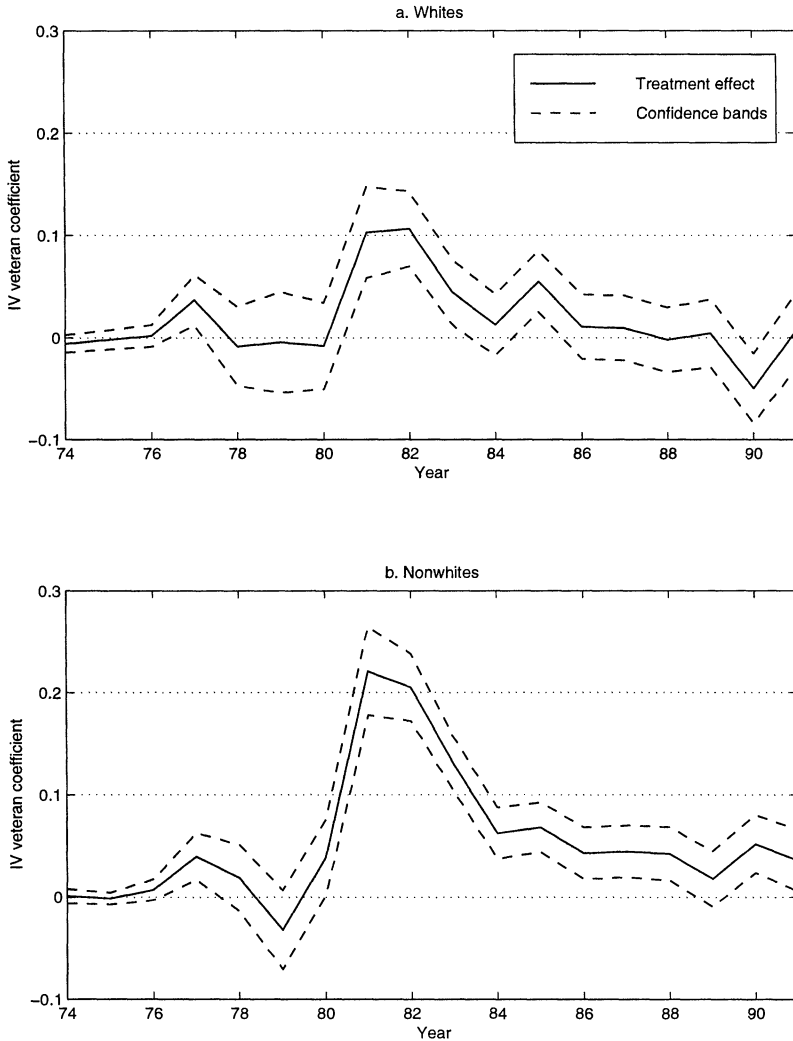 a. Whites
0.3
0.2
0.1
0
−0.1
IV veteran coefficient
Treatment effect
Confidence bands
74 76 78 80 82 84 86 88 90
Year
b. Nonwhites
0.3
0.2
0.1
0
−0.1
IV veteran coefficient
74 76 78 80 82 84 86 88 90
Year